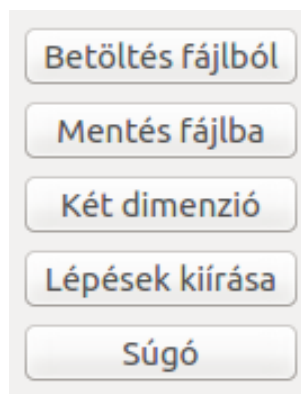 Betöltés fájlból
Mentés fájlba
Két dimenzió
Lépések kiírása
Súgó